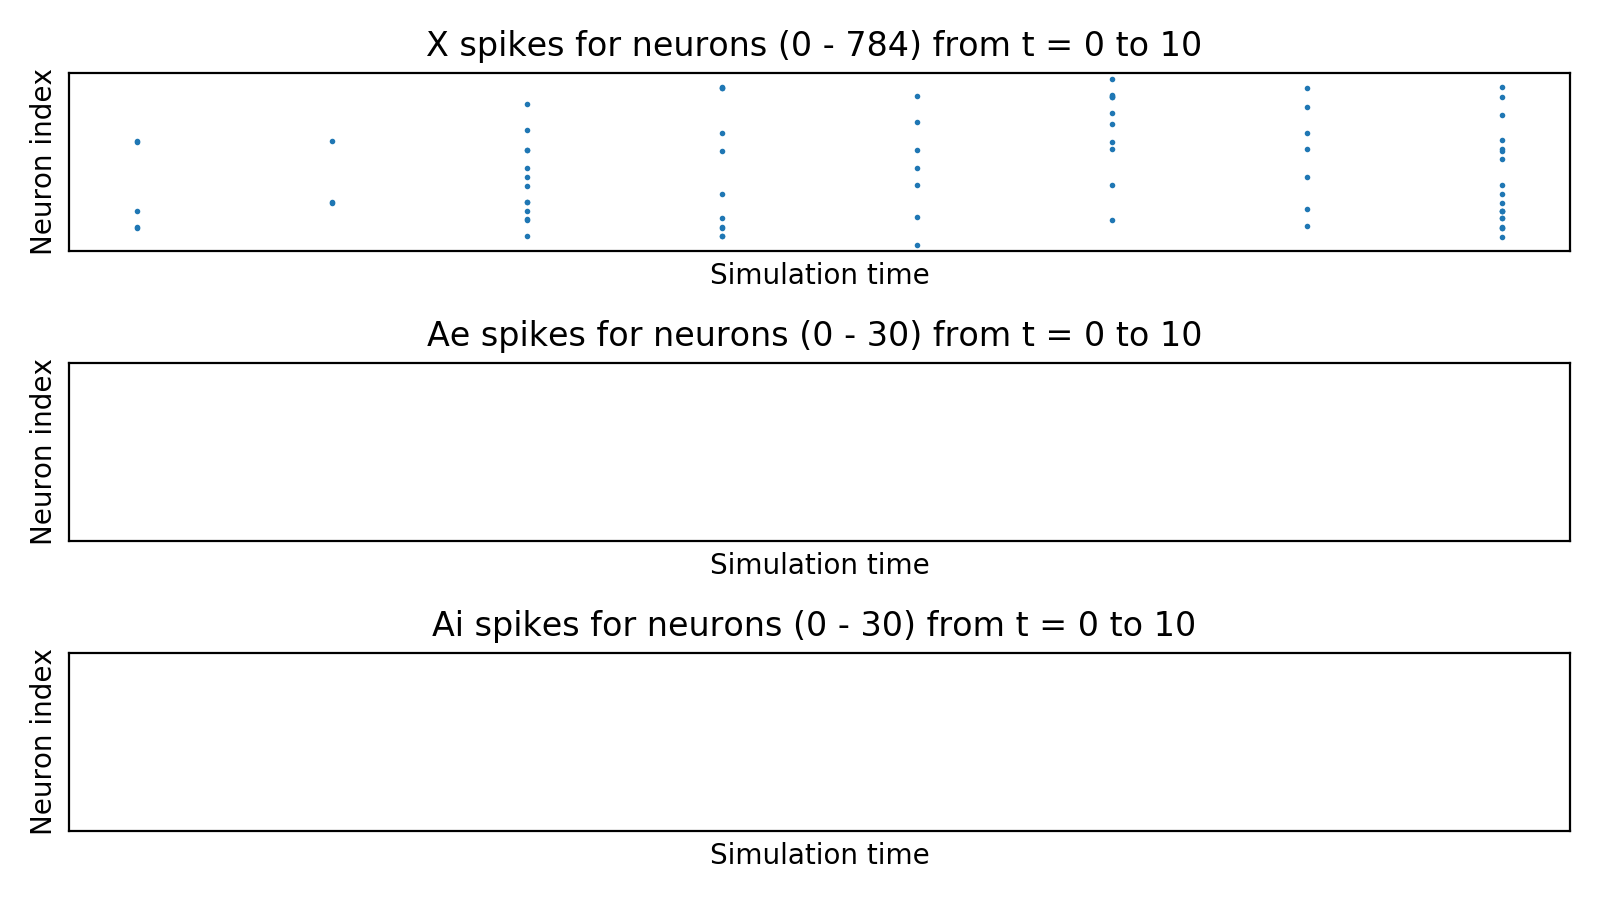 X spikes for neurons (0 - 784) from t = 0 to 10
Neuron index
Simulation time
Ae spikes for neurons (0 - 30) from t = 0 to 10
Neuron index
Simulation time
Ai spikes for neurons (0 - 30) from t = 0 to 10
Neuron index
Simulation time